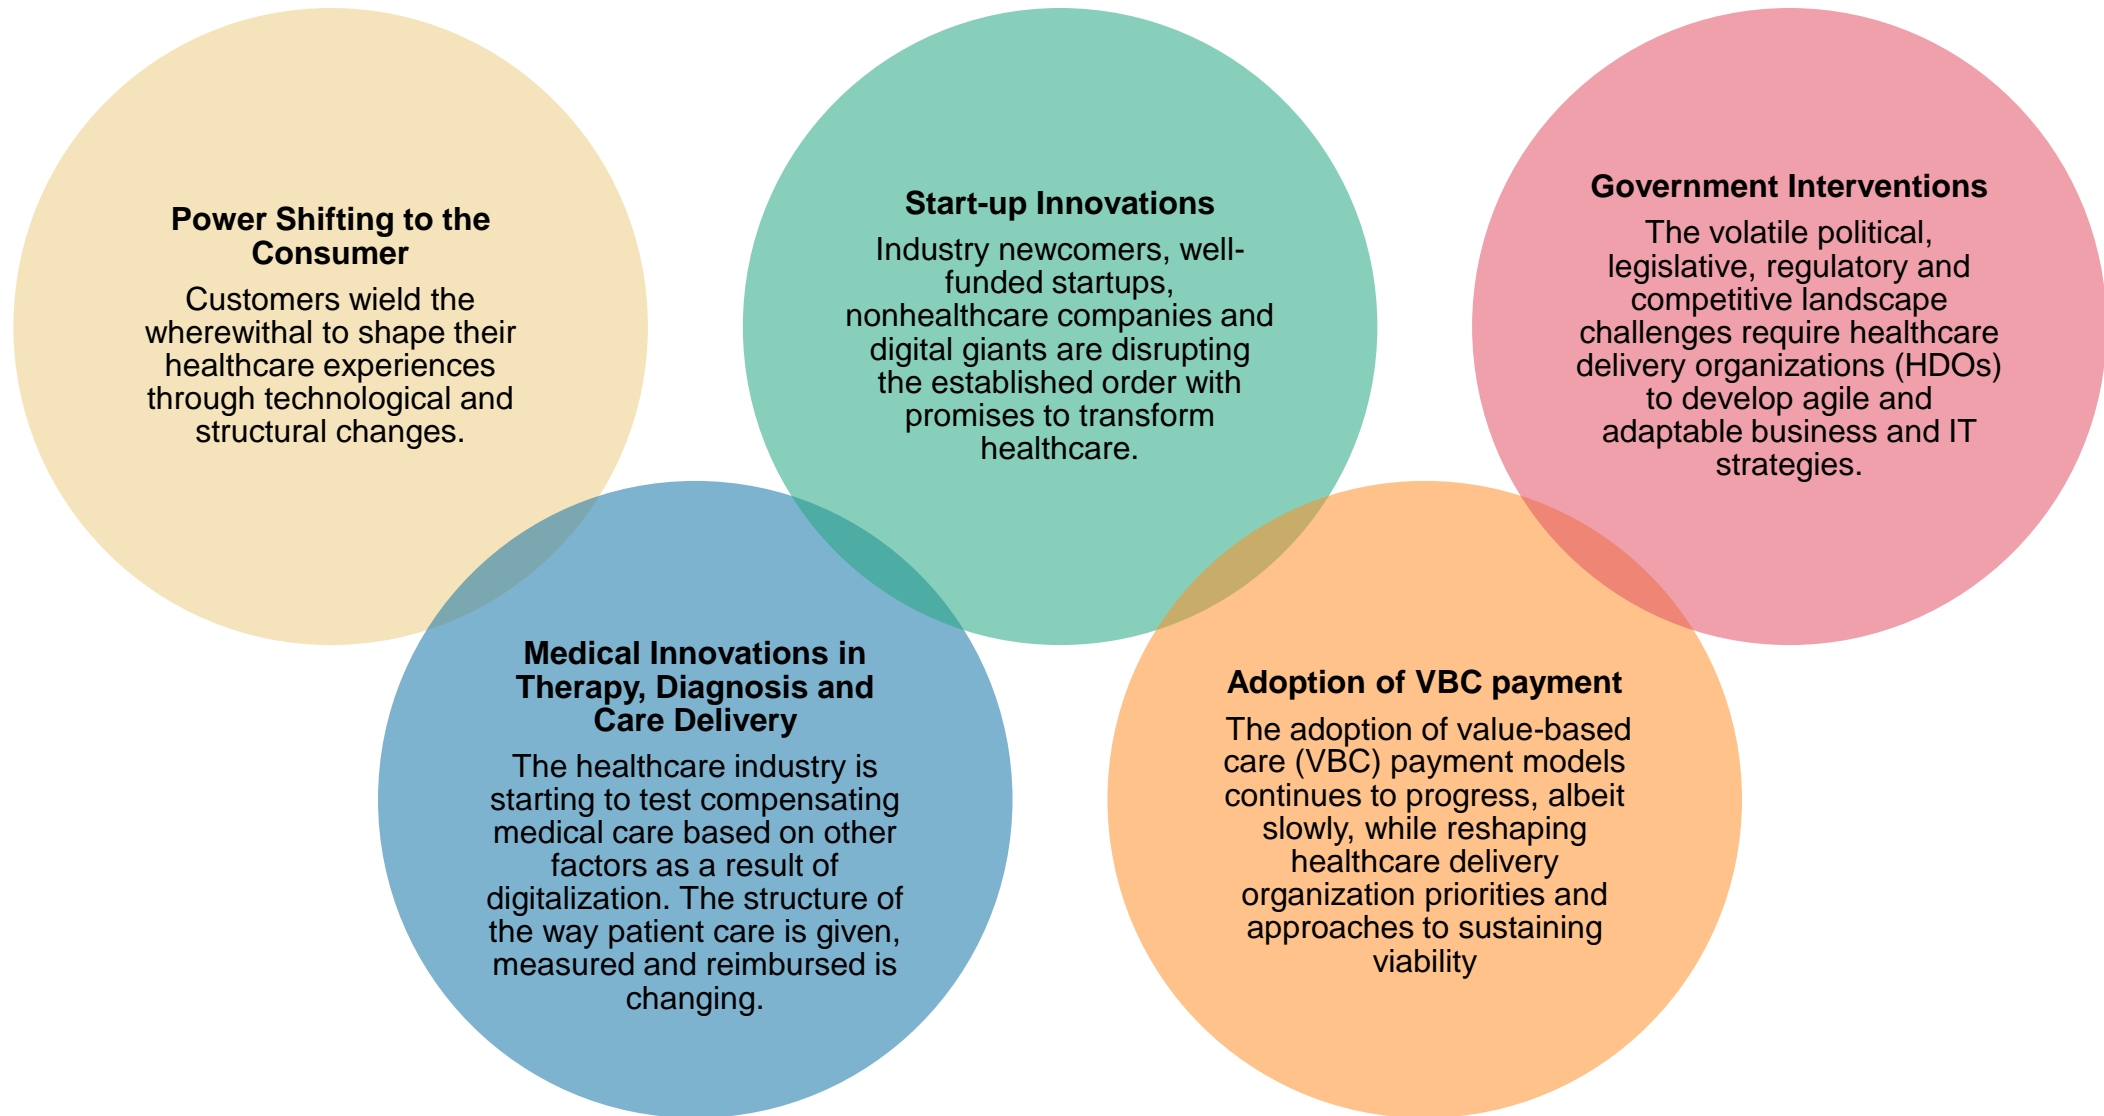 Power Shifting to the
Consumer
Customers wield the
wherewithal to shape their
healthcare experiences
through technological and
structural changes.
Medical Innovations in
Therapy, Diagnosis and
Care Delivery
The healthcare industry is
starting to test compensating
medical care based on other
factors as a result of
digitalization. The structure of
the way patient care is given,
measured and reimbursed is
changing.
Start-up Innovations
Industry newcomers, well-
funded startups,
nonhealthcare companies and
digital giants are disrupting
the established order with
promises to transform
healthcare.
Adoption of VBC payment
The adoption of value-based
care (VBC) payment models
continues to progress, albeit
slowly, while reshaping
healthcare delivery
organization priorities and
approaches to sustaining
viability
Government Interventions
The volatile political,
legislative, regulatory and
competitive landscape
challenges require healthcare
delivery organizations (HDOs)
to develop agile and
adaptable business and IT
strategies.